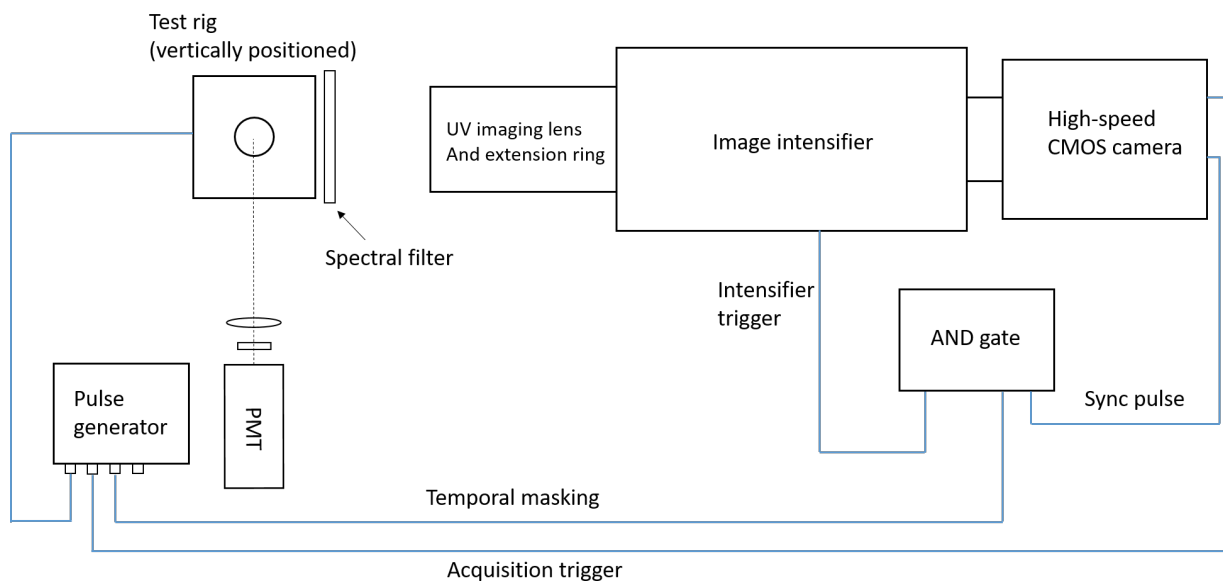 Test rig
(vertically positioned)
UV imaging lens
And extension ring
Image intensifier
High-speed
CMOS camera
Spectral filter
Intensifier
trigger
AND gate
Pulse
generator
PMT
Sync pulse
Temporal masking
Acquisition trigger